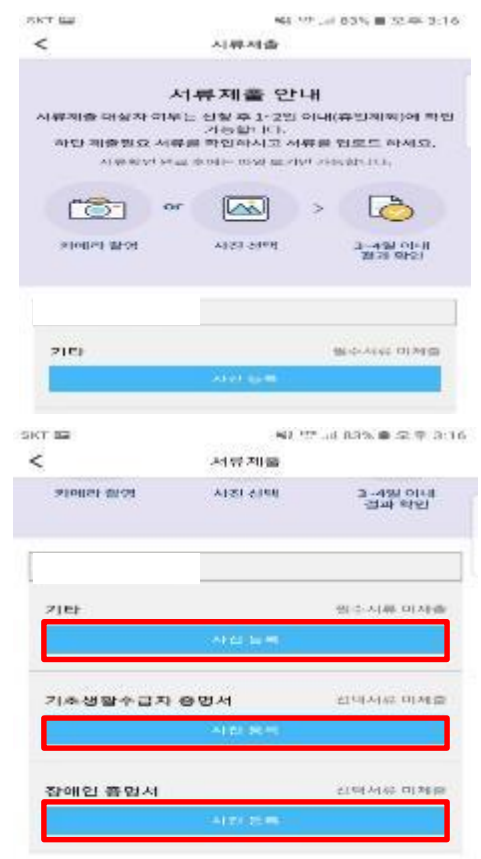 SKT 83% 오후 3:16
< 서류제출
서류제출 안내
서류제출 대상자 여부는 신청 후 1~2일 이내(휴일제외)에 확인
가능합니다.
하단 제출필요 서류를 확인하시고 서류를 업로드 하세요.
카메라 촬영 or 사진 선택 > 3~4일 이내
결과 확인
기타 필수서류 미제출
사진 등록
SKT 83% 오후 3:16
< 서류제출
카메라 촬영 사진 선택 3~4일 이내
결과 확인
기타 필수서류 미제출
사진 등록
기초생활수급자 증명서 선택서류 미제출
사진 등록
장애인 증명서 선택서류 미제출
사진 등록